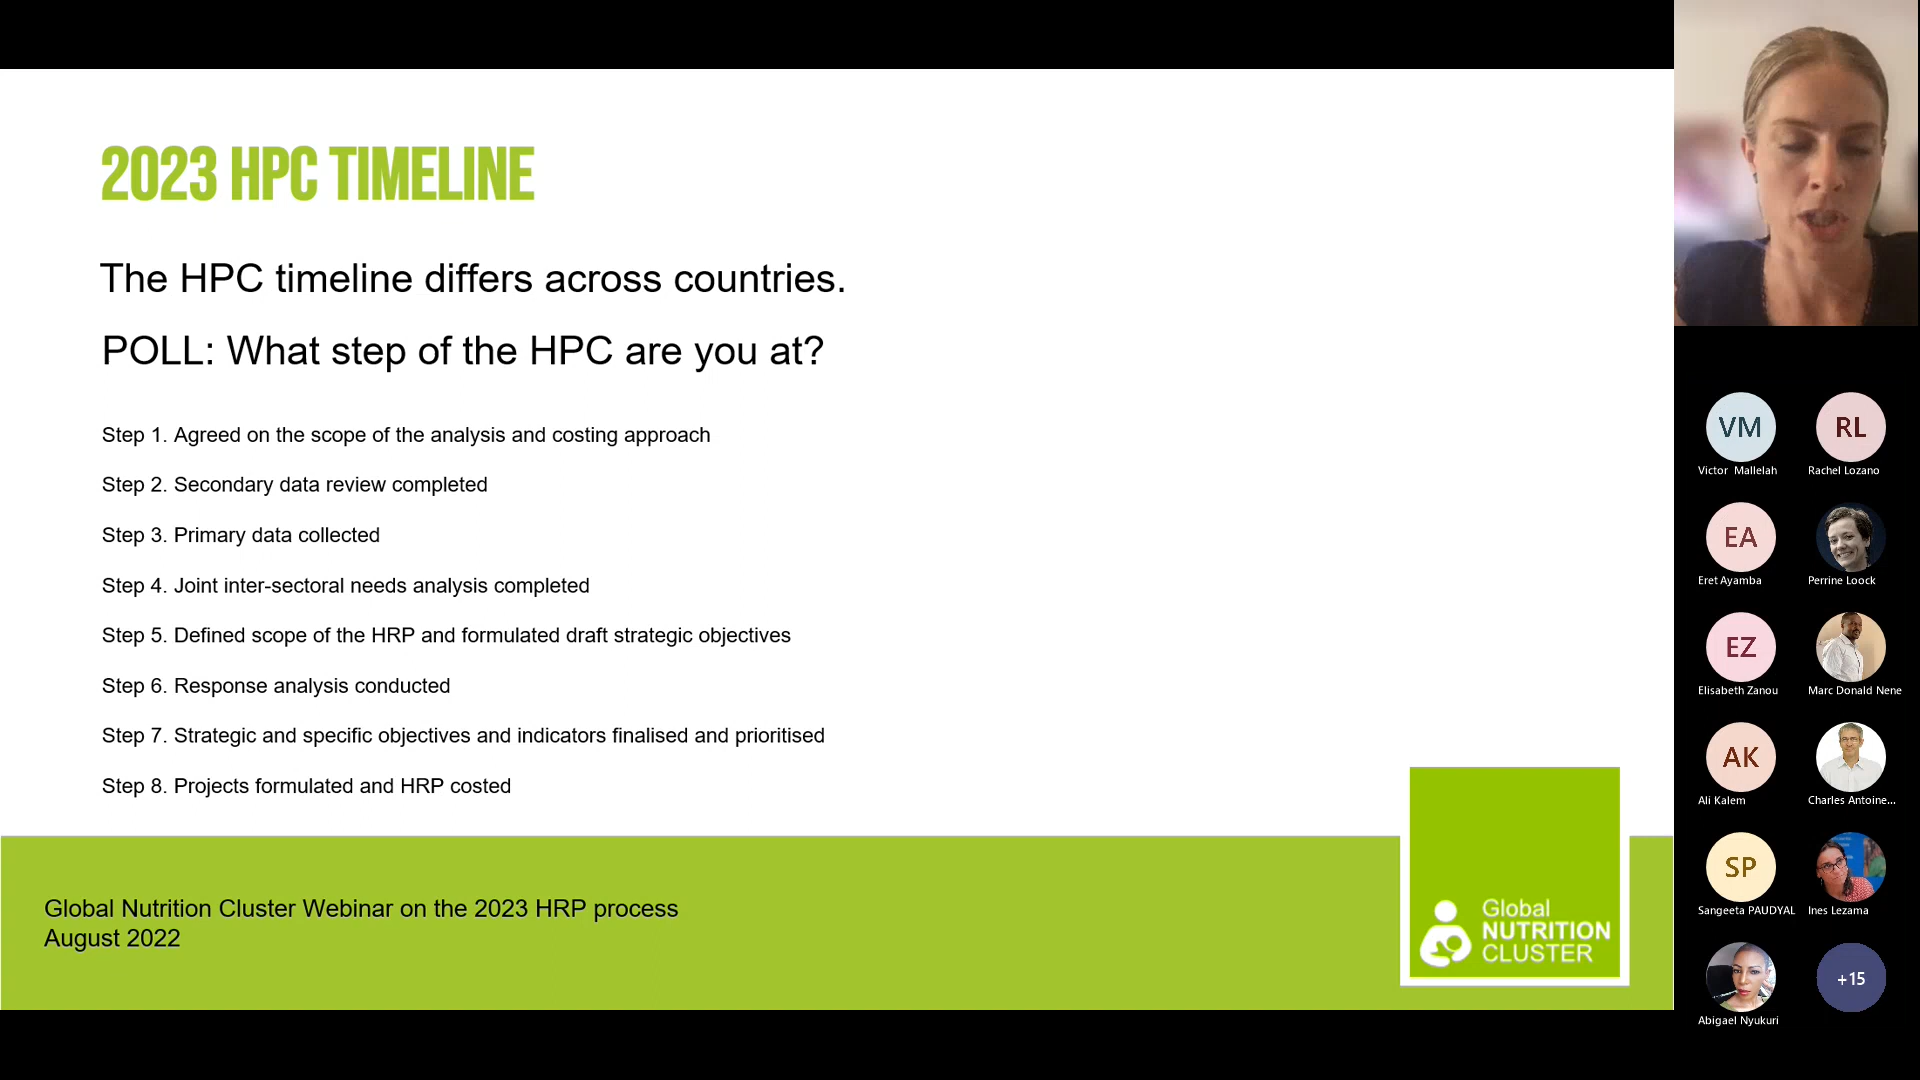 2023 HPC TIMELINE
The HPC timeline differs across countries.
POLL: What step of the HPC are you at?
Step 1. Agreed on the scope of the analysis and costing approach
Step 2. Secondary data review completed
Step 3. Primary data collected
Step 4. Joint inter-sectoral needs analysis completed
Step 5. Defined scope of the HRP and formulated draft strategic objectives
Step 6. Response analysis conducted
Step 7. Strategic and specific objectives and indicators finalised and prioritised
Step 8. Projects formulated and HRP costed
Global Nutrition Cluster Webinar on the 2023 HRP process
August 2022
Global
NUTRITION
CLUSTER
VM
Victor Mallelah
RL
Rachel Lozano
EA
Eret Ayamba
Perrine Loock
EZ
Elisabeth Zanou
Marc Donald Nene
AK
Ali Kalem
Charles Antoine...
SP
Sangeeta PAUDYAL
Ines Lezama
Abigael Nyukuri
+15